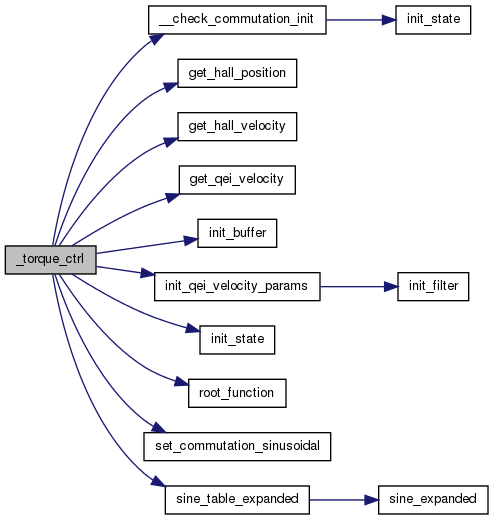 __check_commutation_init
init_state
get_hall_position
get_hall_velocity
get_qei_velocity
init_buffer
_torque_ctrl
init_qei_velocity_params
init_filter
init_state
root_function
set_commutation_sinusoidal
sine_table_expanded
sine_expanded